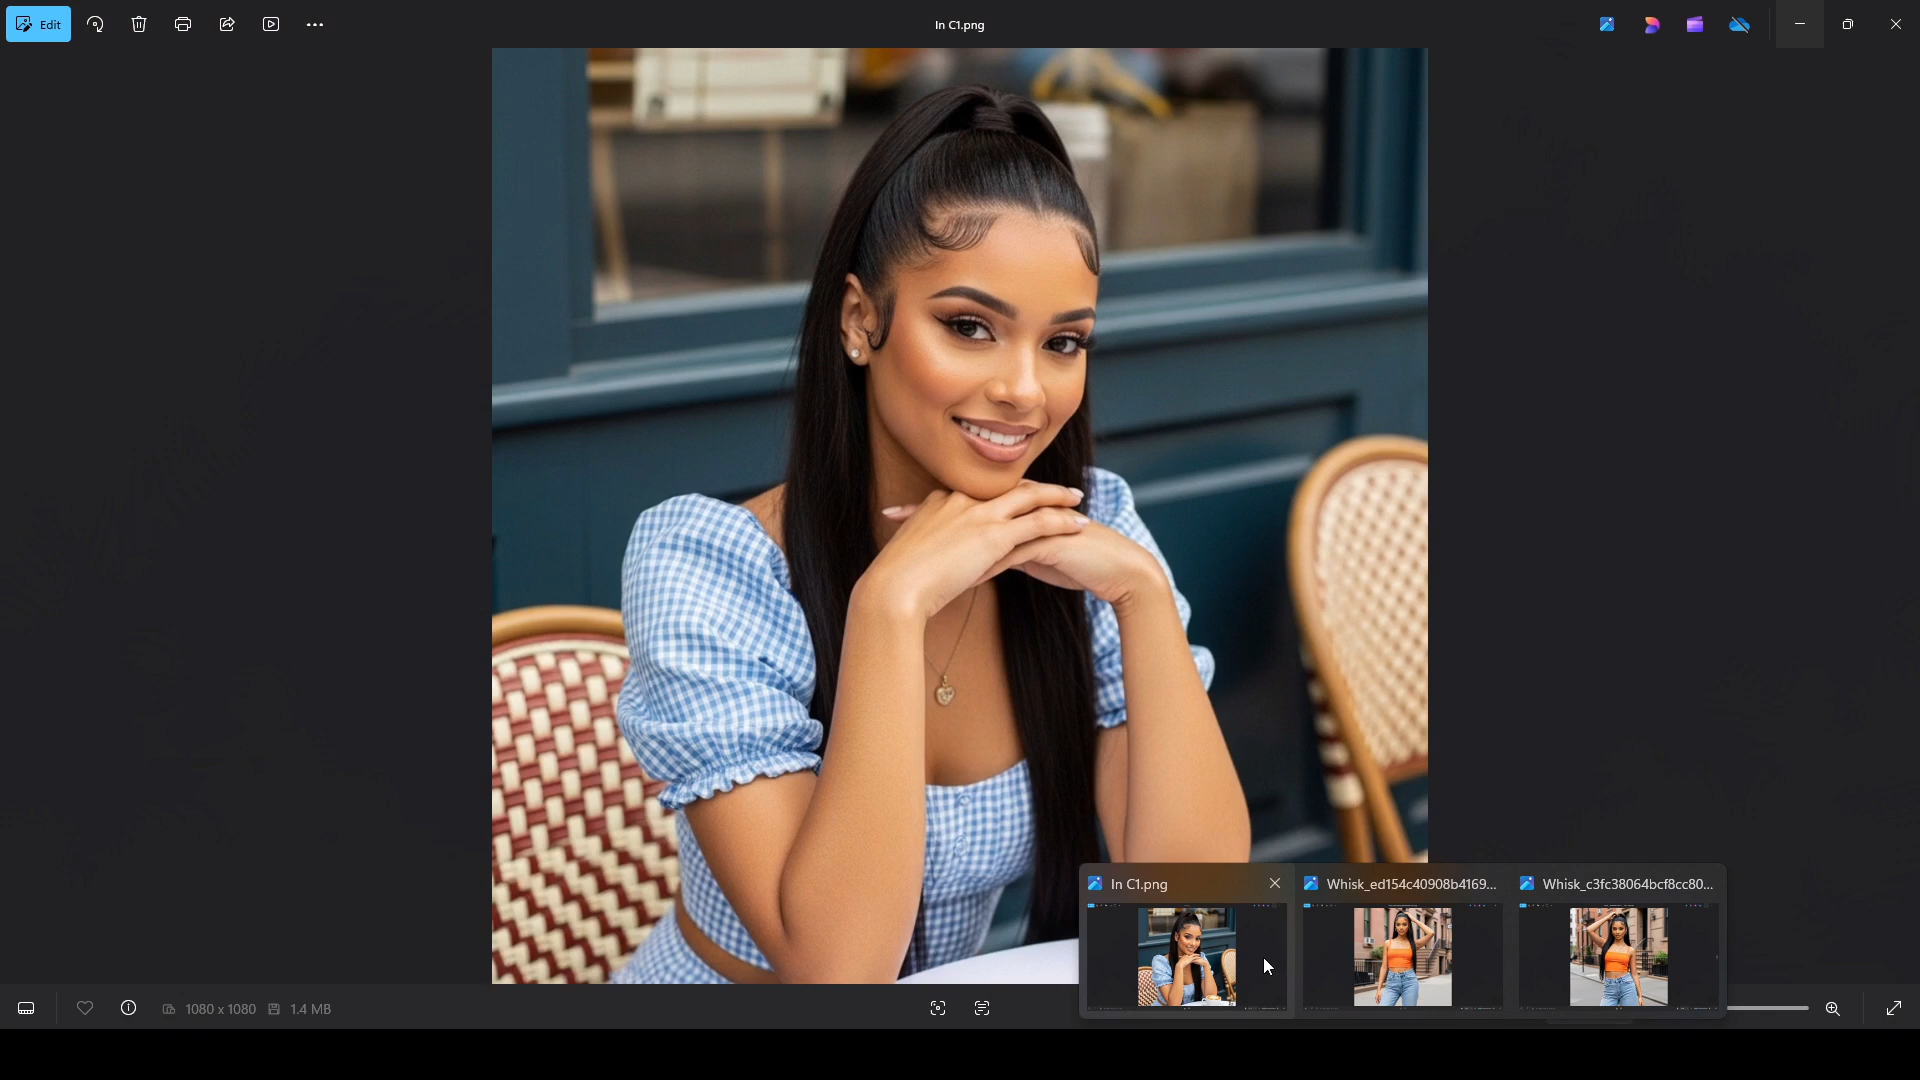 Edit
In C1.png
In C1.png
Whisk_ed154c40908b4169...
Whisk_c3fc38064bcf8cc80...
1080 x 1080
1.4 MB